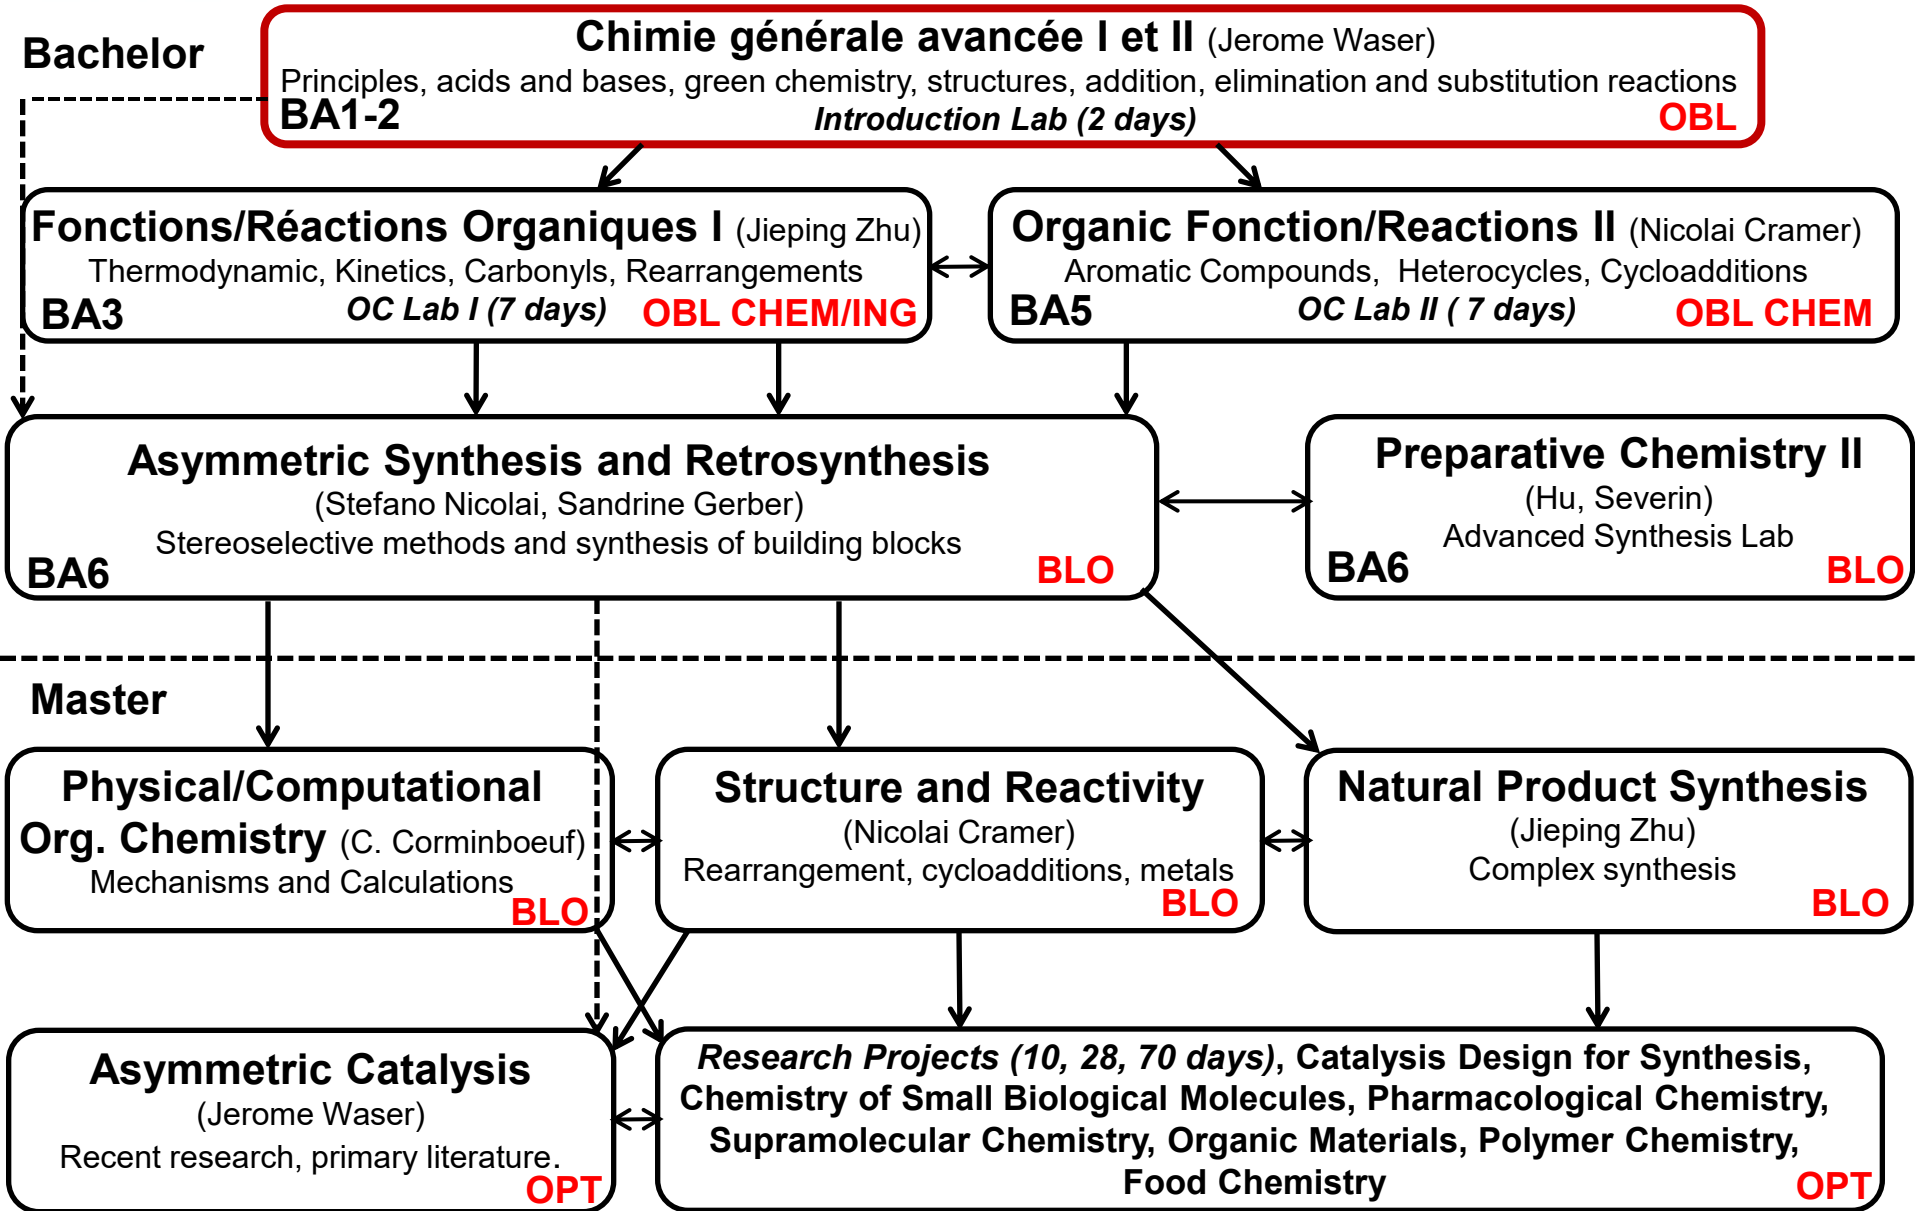 Bachelor
Chimie générale avancée I et II (Jerome Waser)
Principles, acids and bases, green chemistry, structures, addition, elimination and substitution reactions
BA1-2 Introduction Lab (2 days) OBL
Fonctions/Réactions Organiques I (Jieping Zhu)
Thermodynamic, Kinetics, Carbonyls, Rearrangements
BA3 OC Lab I (7 days) OBL CHEM/ING
Organic Fonction/Reactions II (Nicolai Cramer)
Aromatic Compounds, Heterocycles, Cycloadditions
BA5 OC Lab II ( 7 days) OBL CHEM
Asymmetric Synthesis and Retrosynthesis
(Stefano Nicolai, Sandrine Gerber)
Stereoselective methods and synthesis of building blocks
BA6 BLO
Preparative Chemistry II
(Hu, Severin)
Advanced Synthesis Lab
BA6 BLO
Master
Physical/Computational
Org. Chemistry (C. Corminboeuf)
Mechanisms and Calculations
BLO
Structure and Reactivity
(Nicolai Cramer)
Rearrangement, cycloadditions, metals
BLO
Natural Product Synthesis
(Jieping Zhu)
Complex synthesis
BLO
Asymmetric Catalysis
(Jerome Waser)
Recent research, primary literature.
OPT
Research Projects (10, 28, 70 days), Catalysis Design for Synthesis,
Chemistry of Small Biological Molecules, Pharmacological Chemistry,
Supramolecular Chemistry, Organic Materials, Polymer Chemistry,
Food Chemistry
OPT